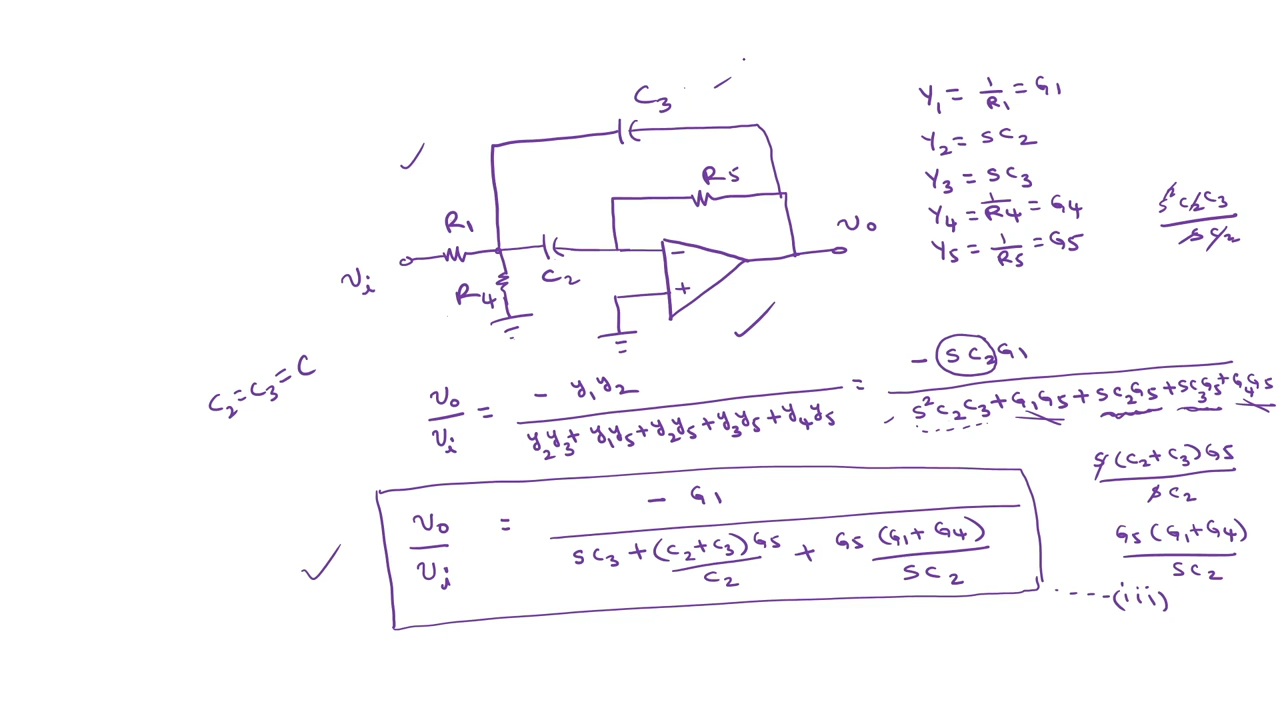 C3
R5
R1
C2
R4
vi
vo
-
+
Y1 = 1/R1 = G1
Y2 = sC2
Y3 = sC3
Y4 = 1/R4 = G4
Y5 = 1/R5 = G5
s²C2C3 / sC2
C2 = C3 = C
vo/vi = - y1y2 / (y2y3 + y1y5 + y2y5 + y3y5 + y4y5) = - sC2G1 / (s²C2C3 + G1G5 + sC2G5 + sC3G5 + G4G5)
s(C2+C3)G5 / sC2
vo/vi = - G1 / (sC3 + (C2+C3)G5 / C2 + G5 (G1+G4) / sC2)
G5(G1+G4) / sC2
----(iii)